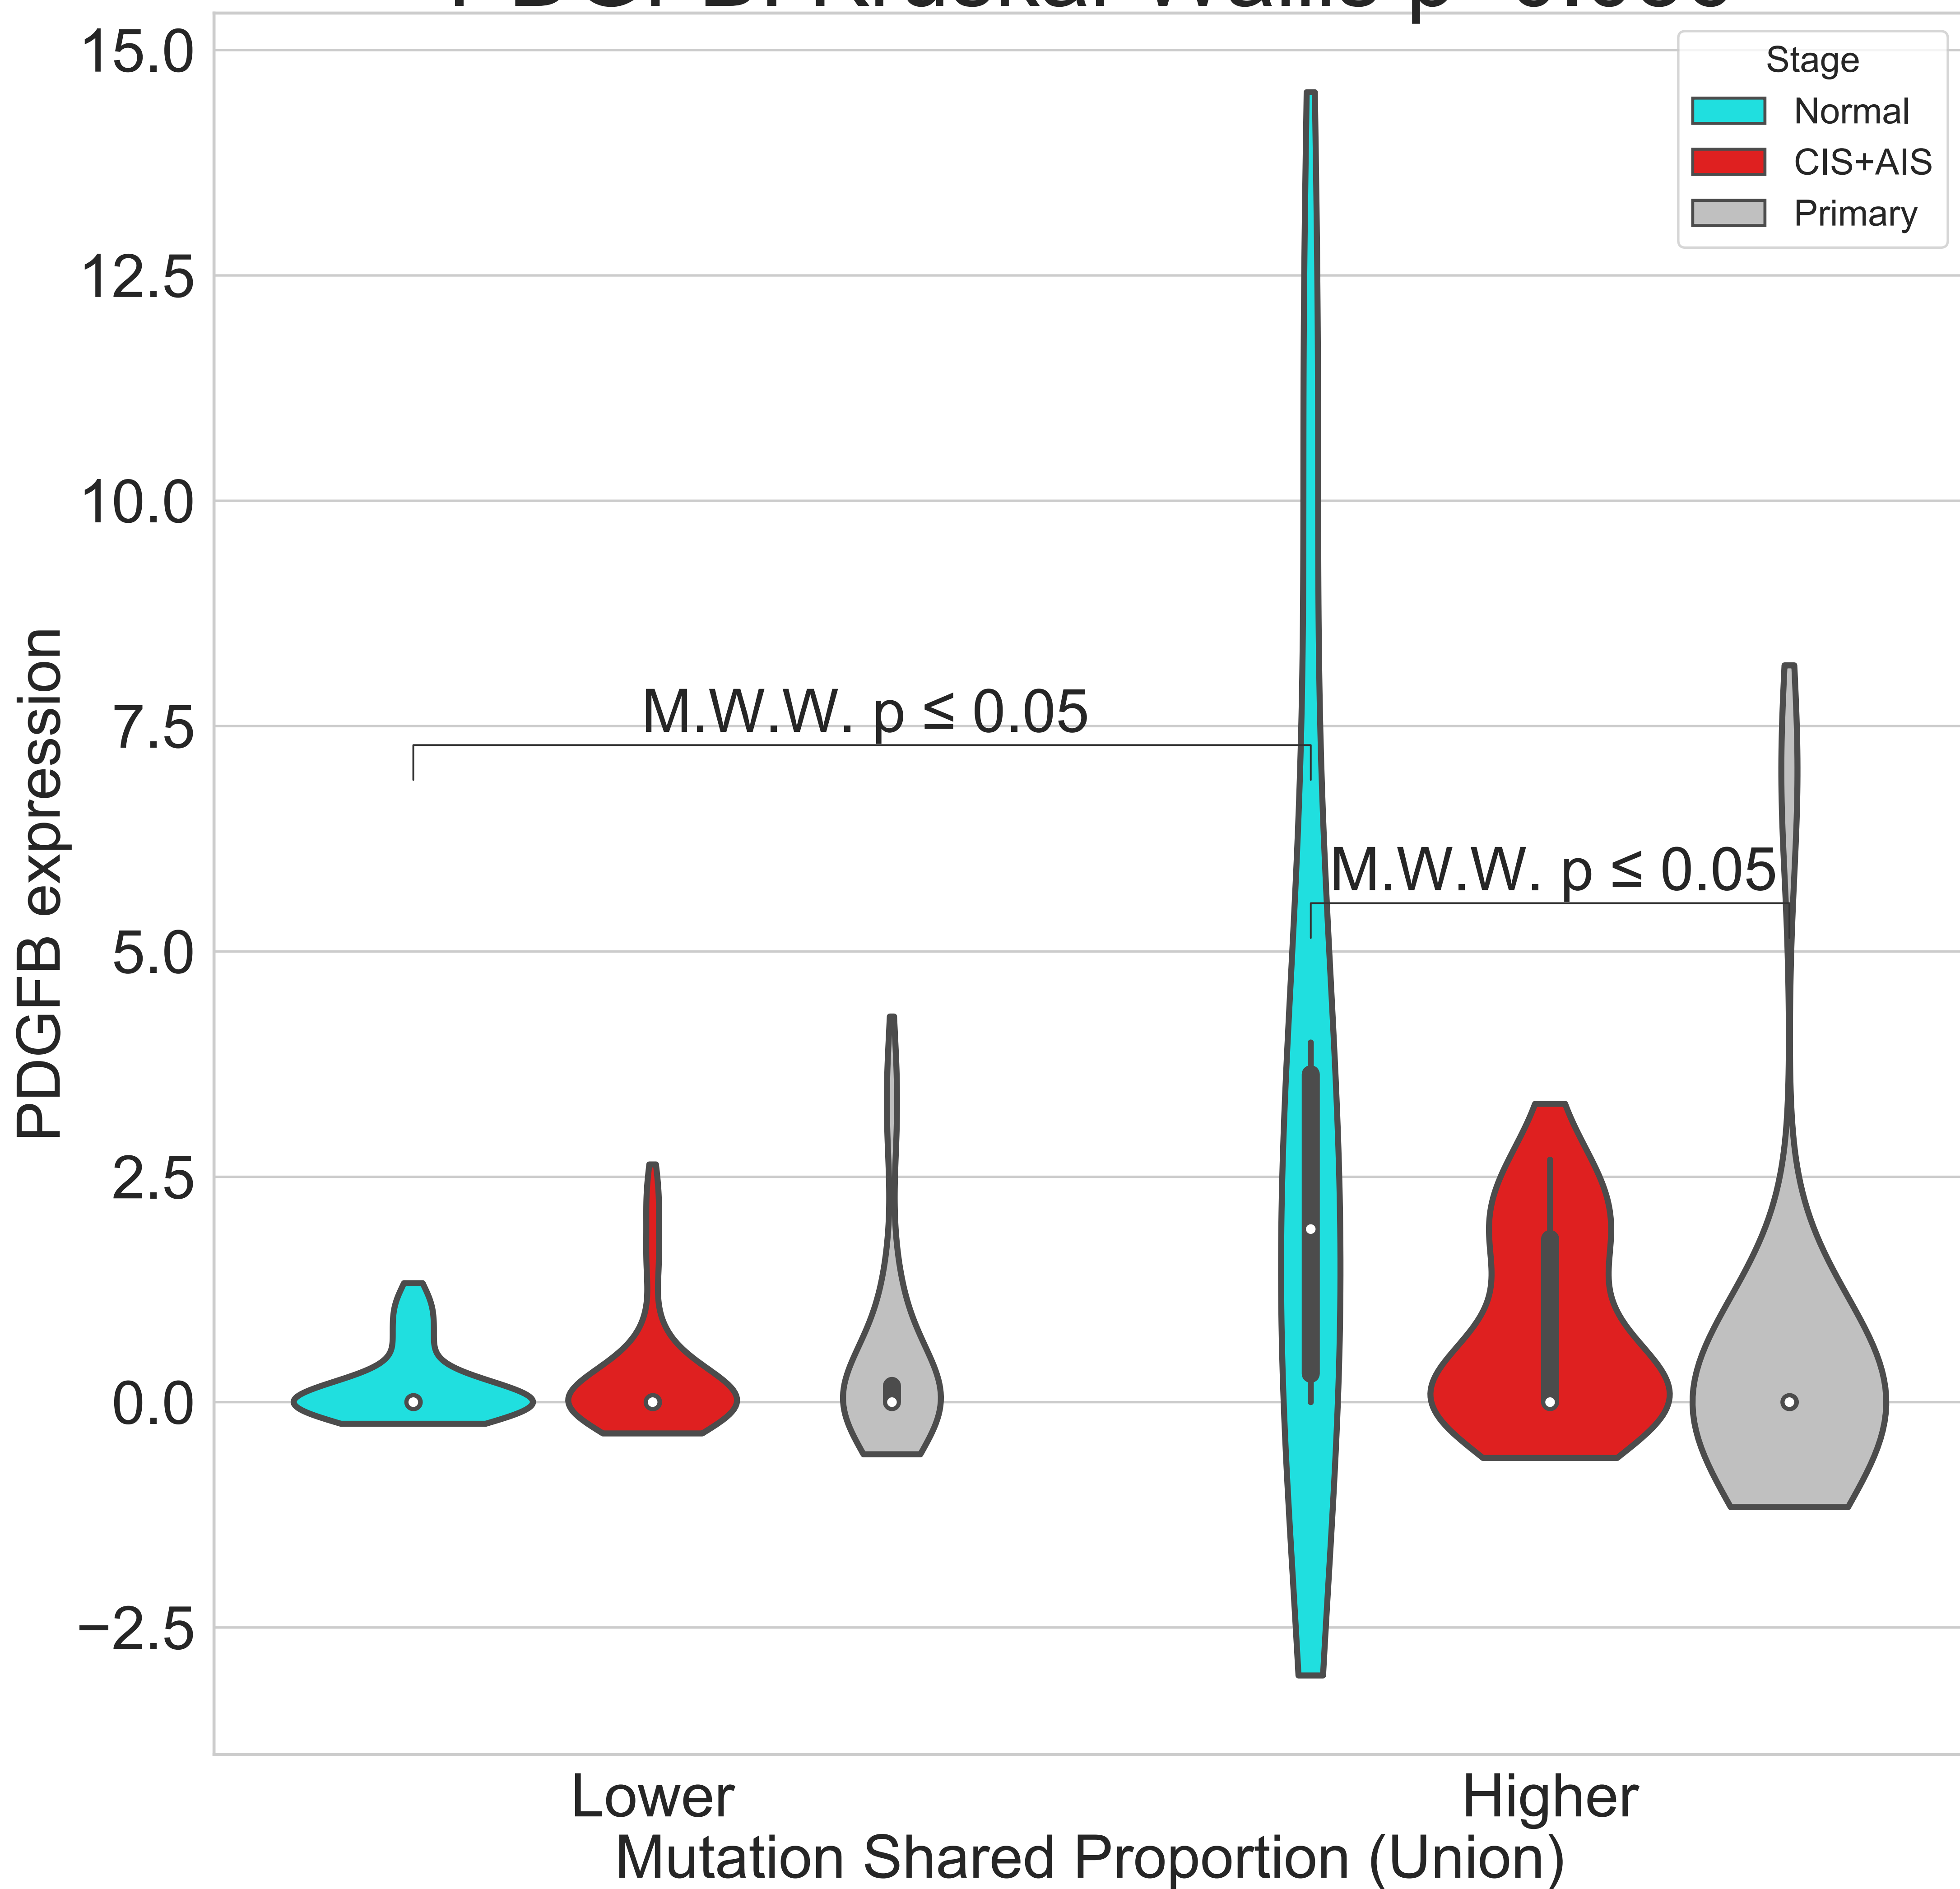 15.0
12.5
10.0
7.5
5.0
2.5
0.0
−2.5
PDGFB expression
Stage
Normal
CIS+AIS
Primary
M.W.W. p ≤ 0.05
M.W.W. p ≤ 0.05
Lower
Higher
Mutation Shared Proportion (Union)